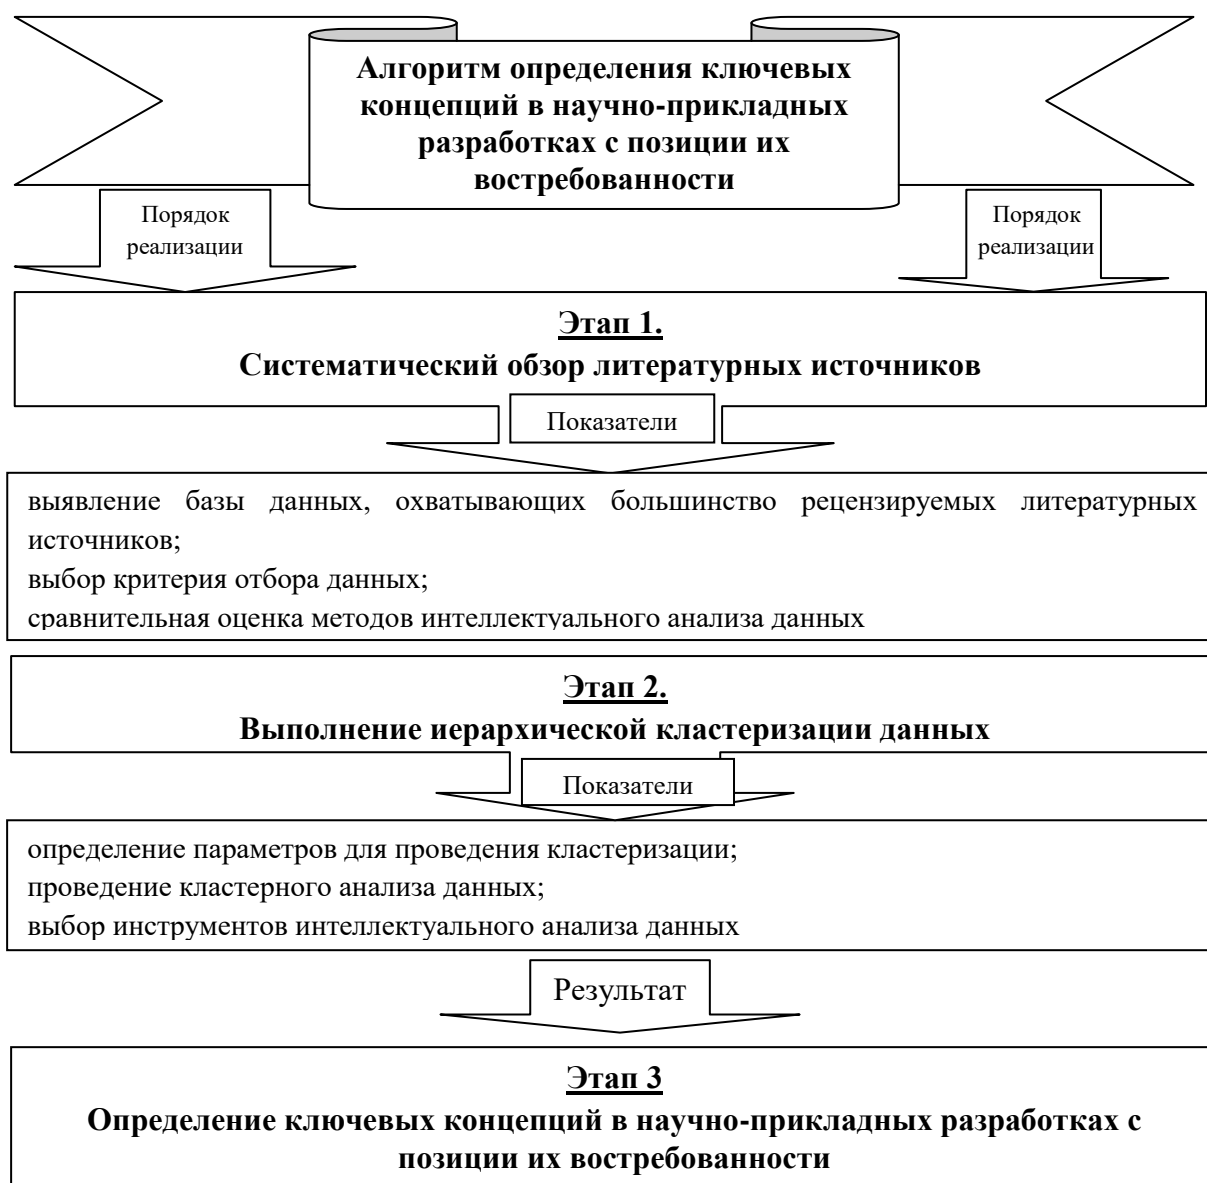 Алгоритм определения ключевых
концепций в научно-прикладных
разработках с позиции их
востребованности
Порядок
реализации
Порядок
реализации
Этап 1.
Систематический обзор литературных источников
Показатели
выявление базы данных, охватывающих большинство рецензируемых литературных
источников;
выбор критерия отбора данных;
сравнительная оценка методов интеллектуального анализа данных
Этап 2.
Выполнение иерархической кластеризации данных
Показатели
определение параметров для проведения кластеризации;
проведение кластерного анализа данных;
выбор инструментов интеллектуального анализа данных
Результат
Этап 3
Определение ключевых концепций в научно-прикладных разработках с
позиции их востребованности